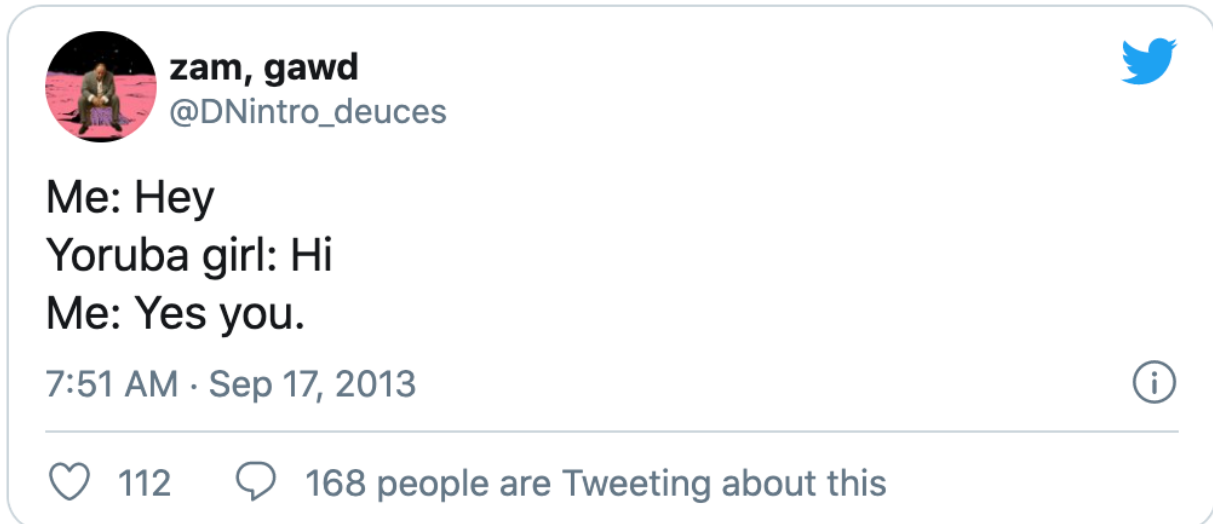 zam, gawd
@DNintro_deuces
Me: Hey
Yoruba girl: Hi
Me: Yes you.
7:51 AM · Sep 17, 2013
112 168 people are Tweeting about this